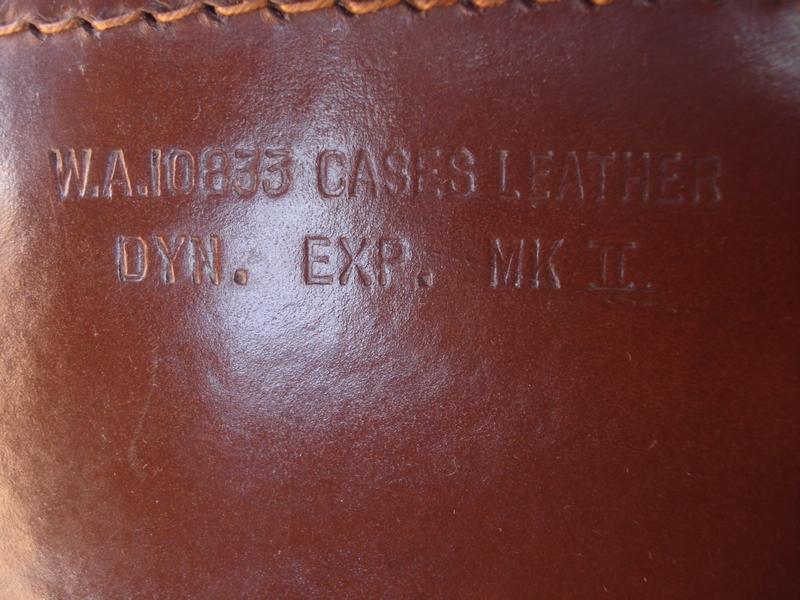 W.A.10833 CASES LEATHER
DYN. EXP. MK II.